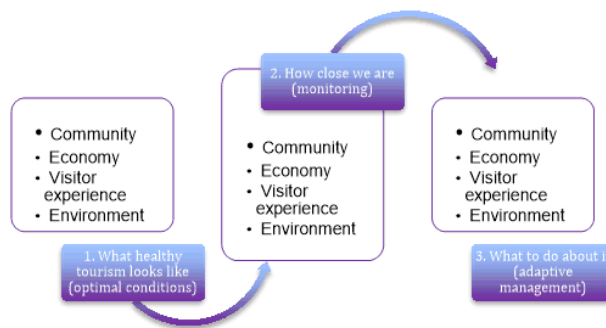 • Community
• Economy
• Visitor
experience
• Environment
1. What healthy
tourism looks like
(optimal conditions)
2. How close we are
(monitoring)
• Community
• Economy
• Visitor
experience
• Environment
• Community
• Economy
• Visitor
experience
• Environment
3. What to do about i
(adaptive
management)